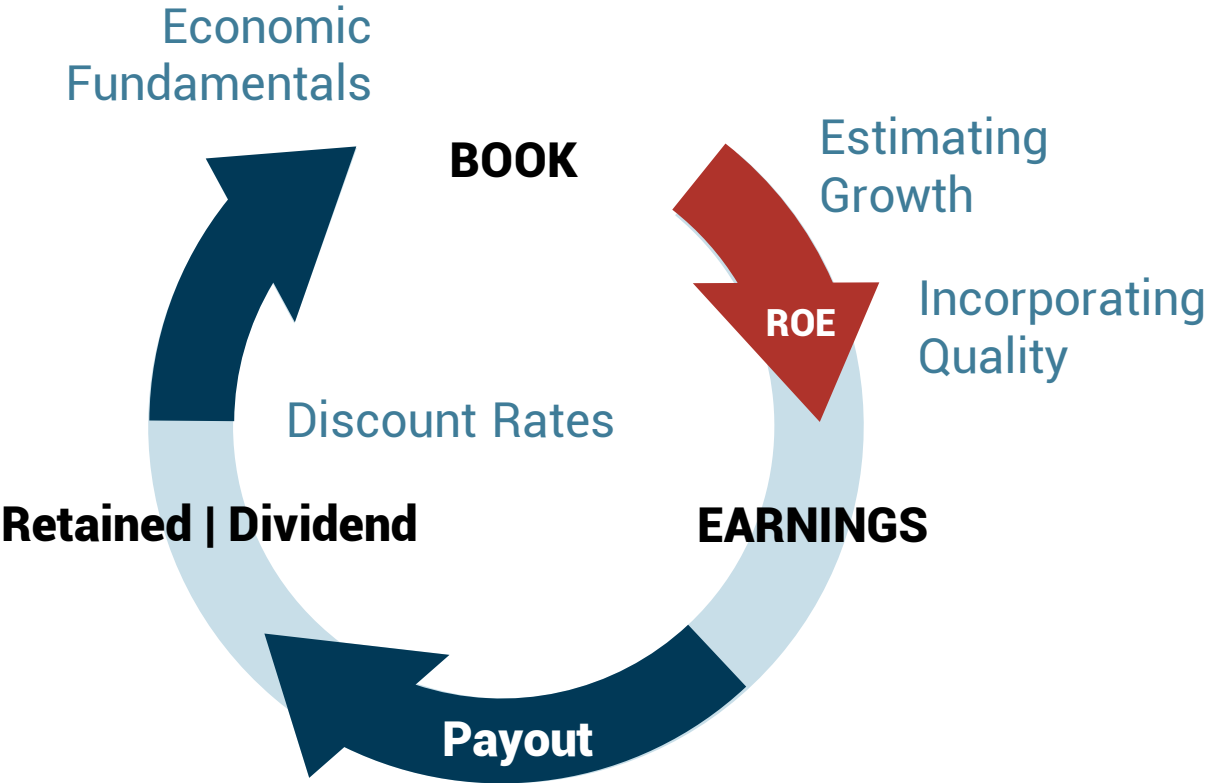 Economic
Fundamentals
BOOK
Estimating
Growth
ROE
Incorporating
Quality
Discount Rates
Retained | Dividend
EARNINGS
Payout